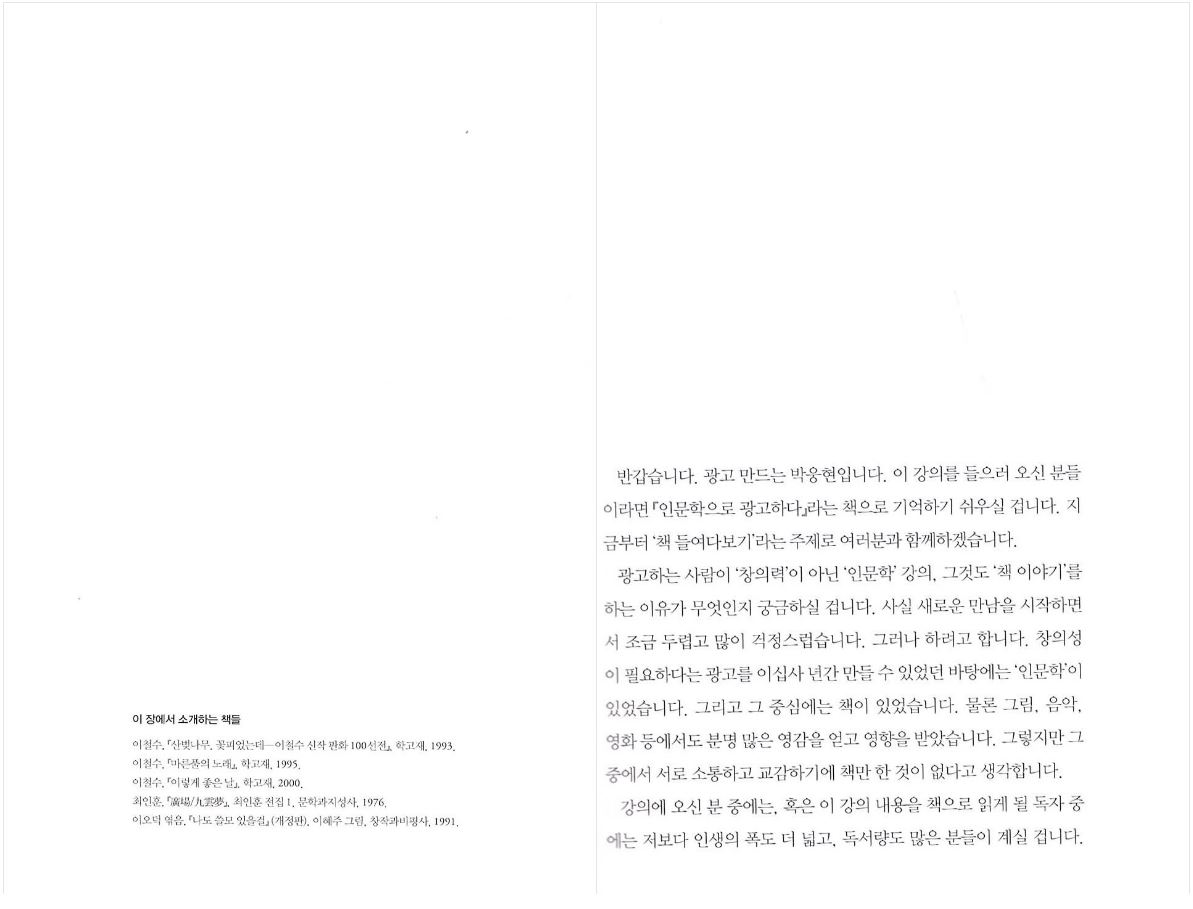 이 장에서 소개하는 책들
이철수, 『산벚나무, 꽃피었는데―이철수 신작 판화 100선전』, 학고재, 1993.
이철수, 『마른풀의 노래』, 학고재, 1995.
이철수, 『이렇게 좋은 날』, 학고재, 2000.
최인훈, 『廣場/九雲夢』, 최인훈 전집 1, 문학과지성사, 1976.
이오덕 엮음, 『나도 쓸모 있을걸』(개정판), 이혜주 그림, 창작과비평사, 1991.
반갑습니다. 광고 만드는 박웅현입니다. 이 강의를 들으러 오신 분들
이라면 『인문학으로 광고하다』라는 책으로 기억하기 쉬우실 겁니다. 지
금부터 ‘책 들여다보기’라는 주제로 여러분과 함께하겠습니다.
광고하는 사람이 ‘창의력’이 아닌 ‘인문학’ 강의, 그것도 ‘책 이야기’를
하는 이유가 무엇인지 궁금하실 겁니다. 사실 새로운 만남을 시작하면
서 조금 두렵고 많이 걱정스럽습니다. 그러나 하려고 합니다. 창의성
이 필요하다는 광고를 이십사 년간 만들 수 있었던 바탕에는 ‘인문학’이
있었습니다. 그리고 그 중심에는 책이 있었습니다. 물론 그림, 음악,
영화 등에서도 분명 많은 영감을 얻고 영향을 받았습니다. 그렇지만 그
중에서 서로 소통하고 교감하기에 책만 한 것이 없다고 생각합니다.
강의에 오신 분 중에는, 혹은 이 강의 내용을 책으로 읽게 될 독자 중
에는 저보다 인생의 폭도 더 넓고, 독서량도 많은 분들이 계실 겁니다.